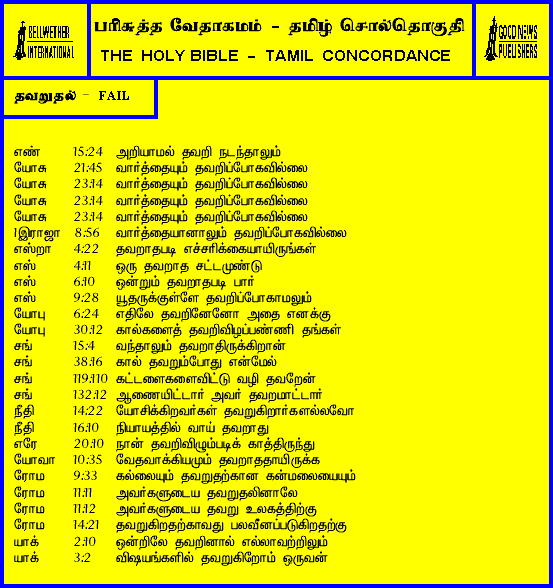 BELLWETHER
INTERNATIONAL
பரிசுத்த வேதாகமம் - தமிழ் சொல்தொகுதி
THE HOLY BIBLE - TAMIL CONCORDANCE
GOOD NEWS
PUBLISHERS
தவறுதல் - FAIL
எண் 15:24 அறியாமல் தவறி நடந்தாலும்
யோசு 21:45 வார்த்தையும் தவறிப்போகவில்லை
யோசு 23:14 வார்த்தையும் தவறிப்போகவில்லை
யோசு 23:14 வார்த்தையும் தவறிப்போகவில்லை
யோசு 23:14 வார்த்தையும் தவறிப்போகவில்லை
1இராஜா 8:56 வார்த்தையானாலும் தவறிப்போகவில்லை
எஸ்றா 4:22 தவறாதபடி எச்சரிக்கையாயிருங்கள்
எஸ் 4:11 ஒரு தவறாத சட்டமுண்டு
எஸ் 6:10 ஒன்றும் தவறாதபடி பார்
எஸ் 9:28 யூதருக்குள்ளே தவறிப்போகாமலும்
யோபு 6:24 எதிலே தவறினேனோ அதை எனக்கு
யோபு 30:12 கால்களைத் தவறிவிழப்பண்ணி தங்கள்
சங் 15:4 வந்தாலும் தவறாதிருக்கிறான்
சங் 38:16 கால் தவறும்போது என்மேல்
சங் 119:110 கட்டளைகளைவிட்டு வழி தவறேன்
சங் 132:12 ஆணையிட்டார் அவர் தவறமாட்டார்
நீதி 14:22 யோசிக்கிறவர்கள் தவறுகிறார்களல்லவோ
நீதி 16:10 நியாயத்தில் வாய் தவறாது
எரே 20:10 நான் தவறிவிழும்படிக் காத்திருந்து
யோவா 10:35 வேதவாக்கியமும் தவறாததாயிருக்க
ரோம 9:33 கல்லையும் தவறுதற்கான கன்மலையையும்
ரோம 11:11 அவர்களுடைய தவறுதலினாலே
ரோம 11:12 அவர்களுடைய தவறு உலகத்திற்கு
ரோம 14:21 தவறுகிறதற்காவது பலவீனப்படுகிறதற்கு
யாக் 2:10 ஒன்றிலே தவறினால் எல்லாவற்றிலும்
யாக் 3:2 விஷயங்களில் தவறுகிறோம் ஒருவன்